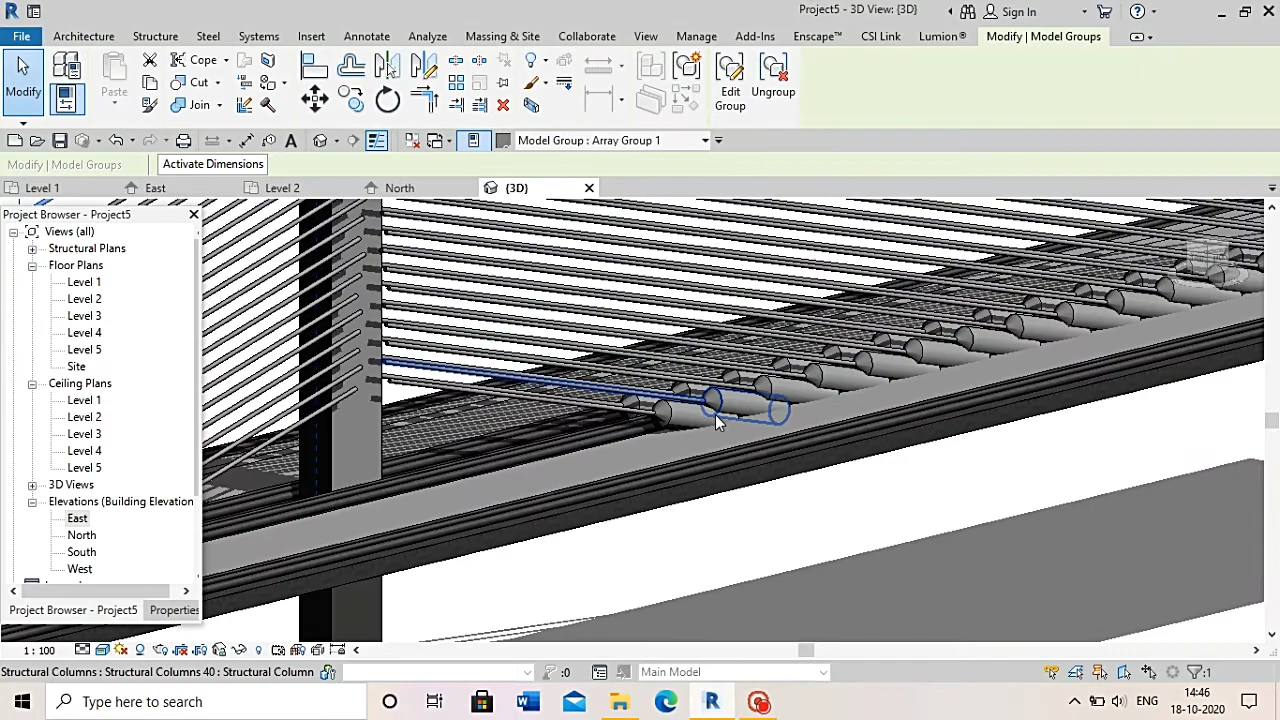 Project5 - 3D View: {3D}
Sign In
File Architecture Structure Steel Systems Insert Annotate Analyze Massing & Site Collaborate View Manage Add-Ins Enscape™ CSI Link Lumion® Modify | Model Groups
Modify
Paste
Cope
Cut
Join
Edit
Group
Ungroup
Model Group : Array Group 1
Modify | Model Groups
Activate Dimensions
Level 1 East Level 2 North {3D}
Project Browser - Project5
Views (all)
Structural Plans
Floor Plans
Level 1
Level 2
Level 3
Level 4
Level 5
Site
Ceiling Plans
Level 1
Level 2
Level 3
Level 4
Level 5
3D Views
Elevations (Building Elevation
East
North
South
West
Project Browser - Project5 Properties
1 : 100
Structural Columns : Structural Columns 40 : Structural Column
:0
Main Model
:1
Type here to search
ENG
14:46
18-10-2020